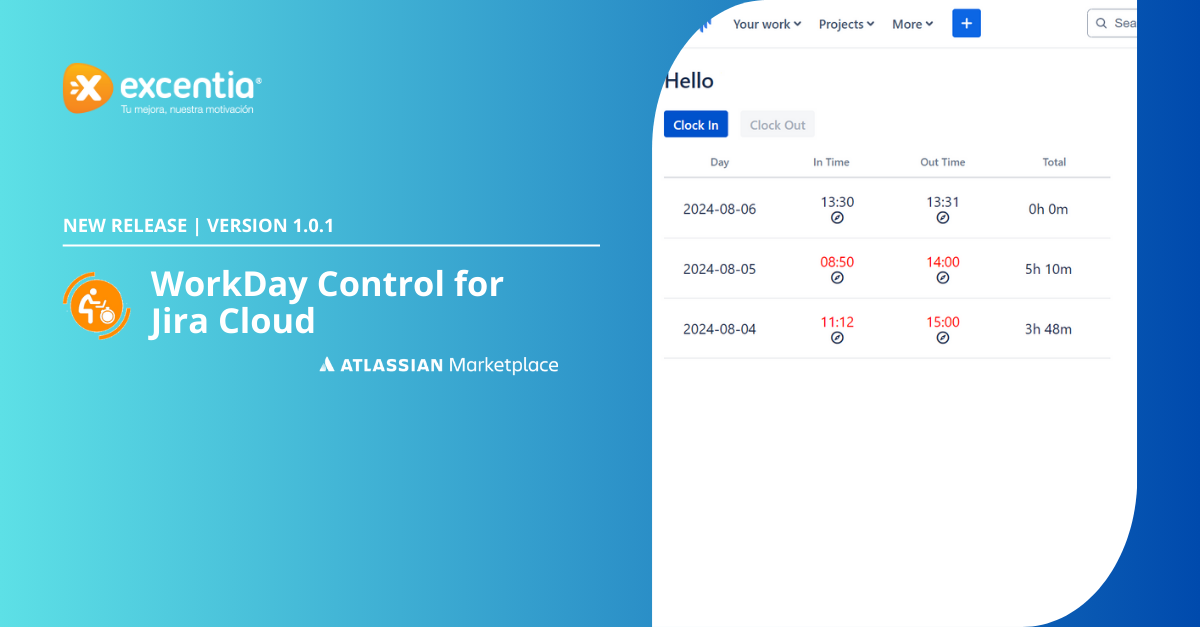 excentia®
Tu mejora, nuestra motivación
NEW RELEASE | VERSION 1.0.1
WorkDay Control for
Jira Cloud
ATLASSIAN Marketplace
Your work Projects More +
Hello
Clock In Clock Out
Day In Time Out Time Total
2024-08-06 13:30 13:31 0h 0m
2024-08-05 08:50 14:00 5h 10m
2024-08-04 11:12 15:00 3h 48m